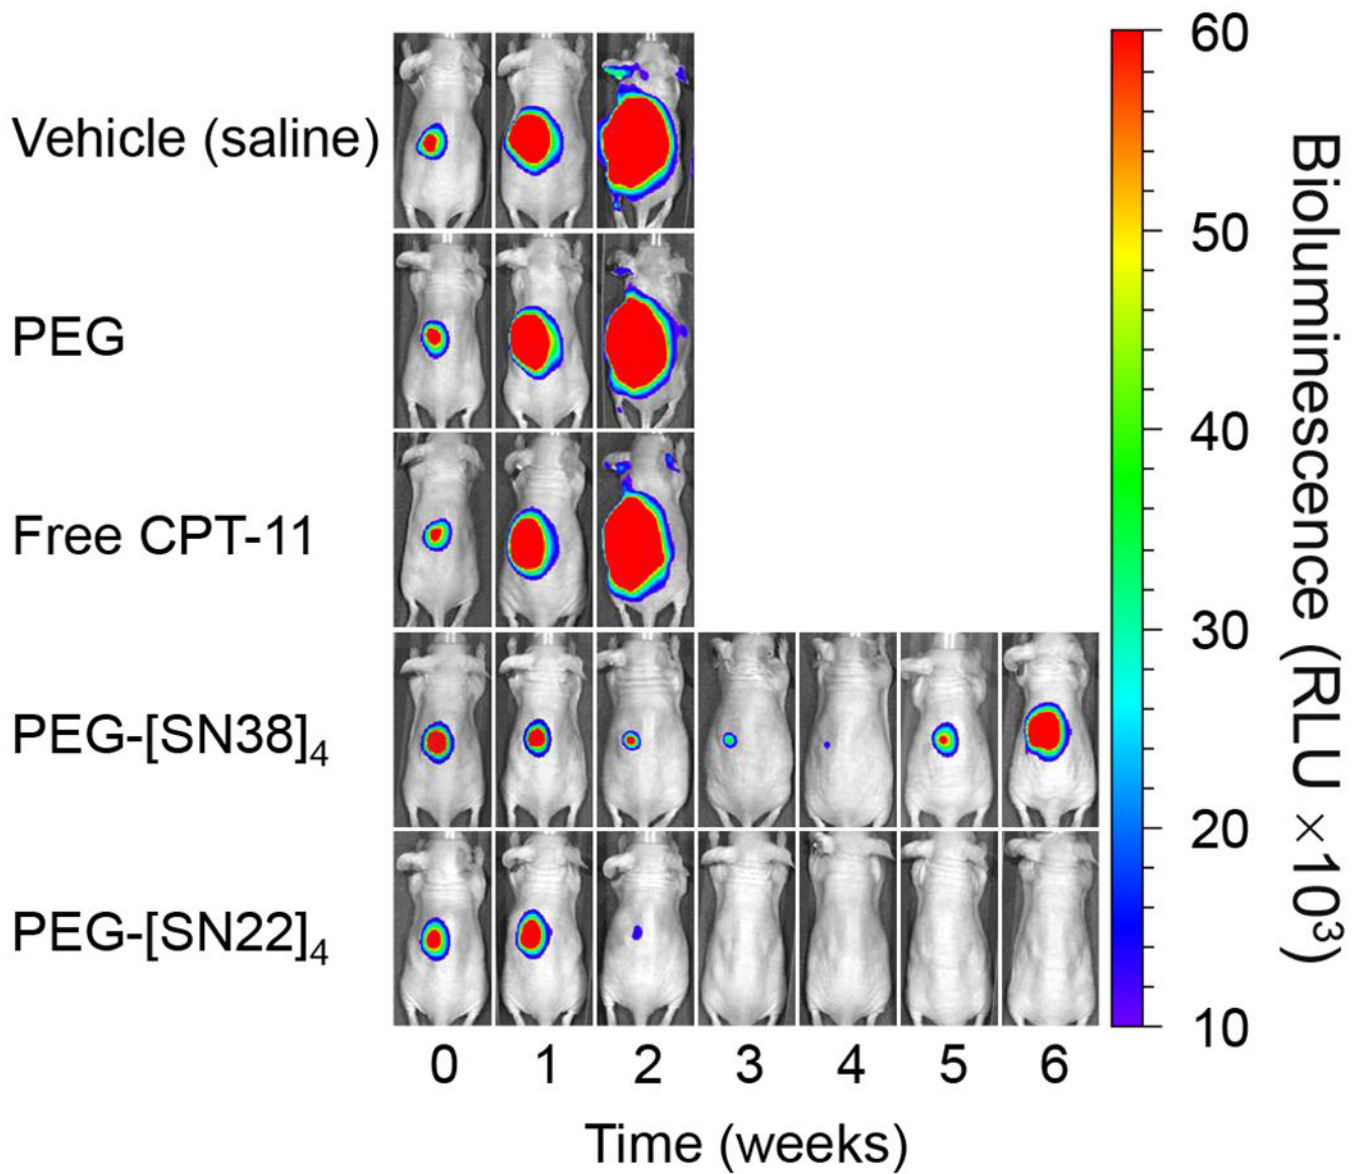 Vehicle (saline)
PEG
Free CPT-11
PEG-[SN38]₄
PEG-[SN22]₄
0 1 2 3 4 5 6
Time (weeks)
60
50
40
30
20
10
Bioluminescence (RLU ×10³)